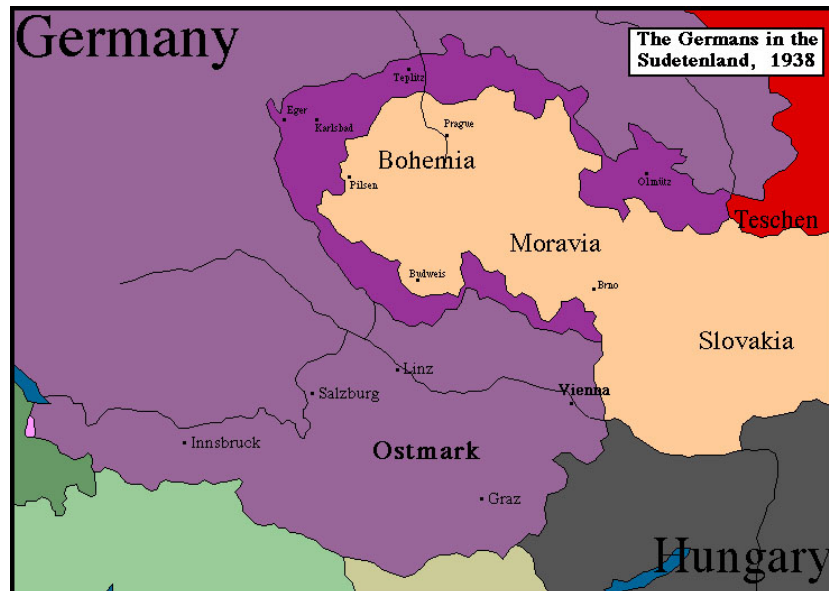 Germany
The Germans in the
Sudetenland, 1938
Teplitz
Eger
Karlsbad
Prague
Bohemia
Pilsen
Olmütz
Teschen
Moravia
Budweis
Brno
Slovakia
Linz
Salzburg
Vienna
Innsbruck
Ostmark
Graz
Hungary